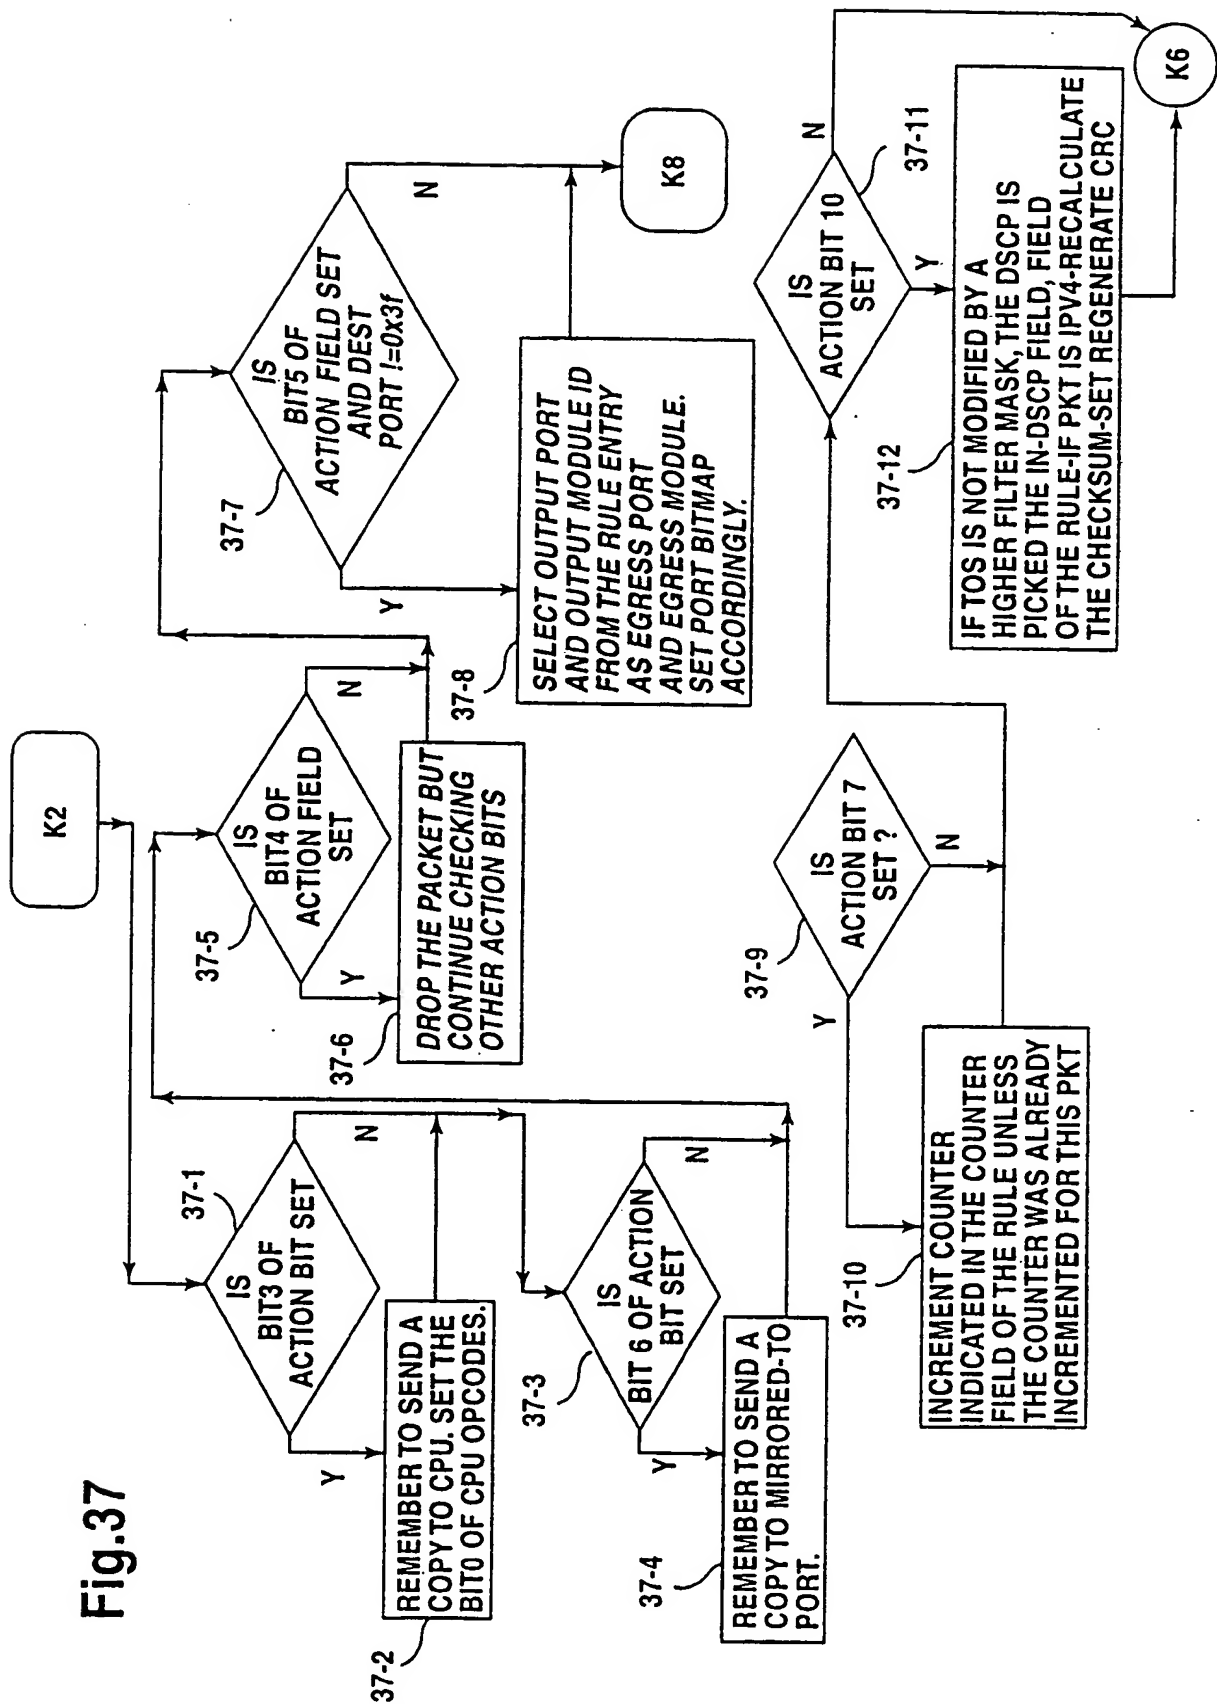 Fig.37
K2
37-1
IS
BIT3 OF
ACTION BIT SET
Y
N
37-2
REMEMBER TO SEND A
COPY TO CPU. SET THE
BIT0 OF CPU OPCODES.
37-3
IS
BIT 6 OF ACTION
BIT SET
Y
N
37-4
REMEMBER TO SEND A
COPY TO MIRRORED-TO
PORT.
37-5
IS
BIT4 OF
ACTION FIELD
SET
Y
N
37-6
DROP THE PACKET BUT
CONTINUE CHECKING
OTHER ACTION BITS
37-7
IS
BIT5 OF
ACTION FIELD SET
AND DEST
PORT !=0x3f
Y
N
37-8
SELECT OUTPUT PORT
AND OUTPUT MODULE ID
FROM THE RULE ENTRY
AS EGRESS PORT
AND EGRESS MODULE.
SET PORT BITMAP
ACCORDINGLY.
K8
37-9
IS
ACTION BIT 7
SET ?
Y
N
37-10
INCREMENT COUNTER
INDICATED IN THE COUNTER
FIELD OF THE RULE UNLESS
THE COUNTER WAS ALREADY
INCREMENTED FOR THIS PKT
37-11
IS
ACTION BIT 10
SET
Y
N
37-12
IF TOS IS NOT MODIFIED BY A
HIGHER FILTER MASK, THE DSCP IS
PICKED THE IN-DSCP FIELD, FIELD
OF THE RULE-IF PKT IS IPV4-RECALCULATE
THE CHECKSUM-SET REGENERATE CRC
K6